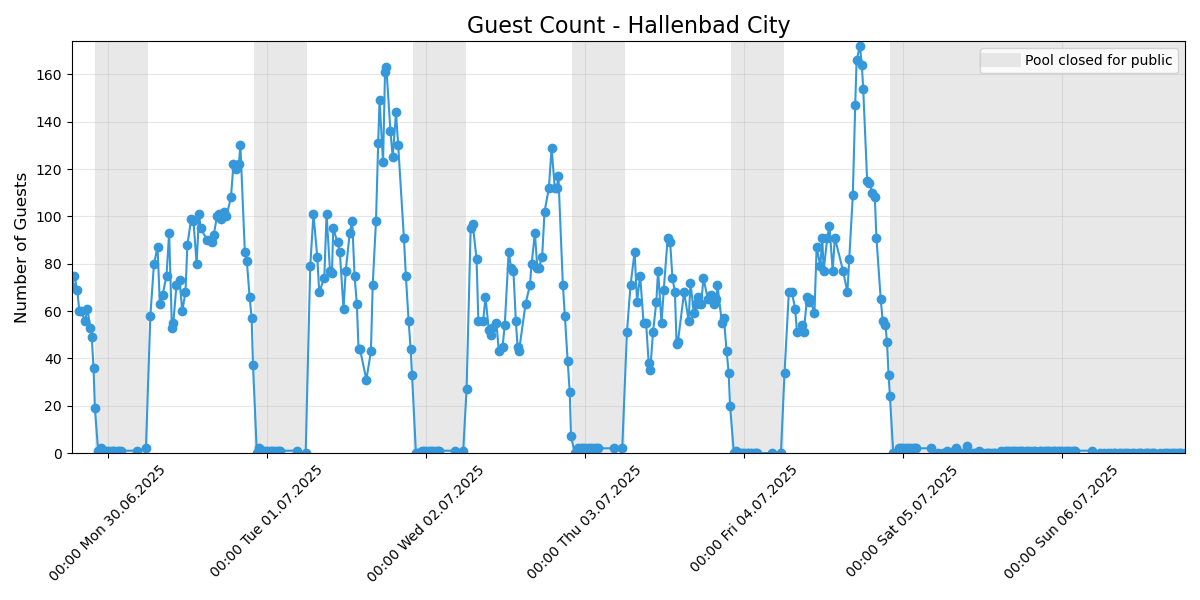 Guest Count - Hallenbad City
Pool closed for public
Number of Guests
160
140
120
100
80
60
40
20
0
00:00 Mon 30.06.2025
00:00 Tue 01.07.2025
00:00 Wed 02.07.2025
00:00 Thu 03.07.2025
00:00 Fri 04.07.2025
00:00 Sat 05.07.2025
00:00 Sun 06.07.2025